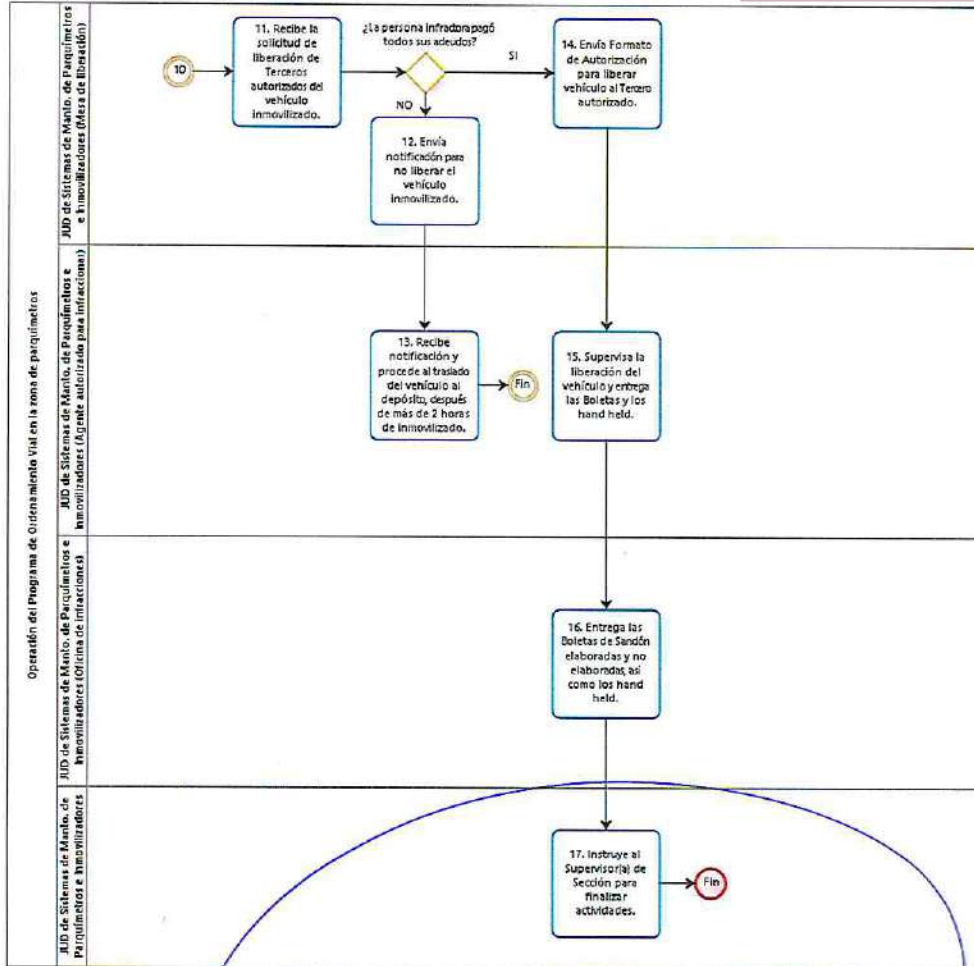 Operación del Programa de Ordenamiento Vial en la zona de parquímetros
JUD de Sistemas de Manto. de Parquímetros
e Inmovilizadores (Mesa de liberación)
10
11. Recibe la
solicitud de
liberación de
Terceros
autorizados del
vehículo
inmovilizado.
¿La persona infractora pagó
todos sus adeudos?
SI
NO
14. Envía Formato
de Autorización
para liberar
vehículo al Tercero
autorizado.
12. Envía
notificación para
no liberar el
vehículo
inmovilizado.
JUD de Sistemas de Manto. de Parquímetros e
Inmovilizadores (Agente autorizado para infraccionar)
13. Recibe
notificación y
procede al traslado
del vehículo al
depósito, después
de más de 2 horas
de inmovilizado.
Fin
15. Supervisa la
liberación del
vehículo y entrega
las Boletas y los
hand held.
JUD de Sistemas de Manto. de Parquímetros e
Inmovilizadores (Oficina de infracciones)
16. Entrega las
Boletas de Sanción
elaboradas y no
elaboradas, así
como los hand
held.
JUD de Sistemas de Manto. de
Parquímetros e Inmovilizadores
17. Instruye al
Supervisor(a) de
Sección para
finalizar
actividades.
Fin